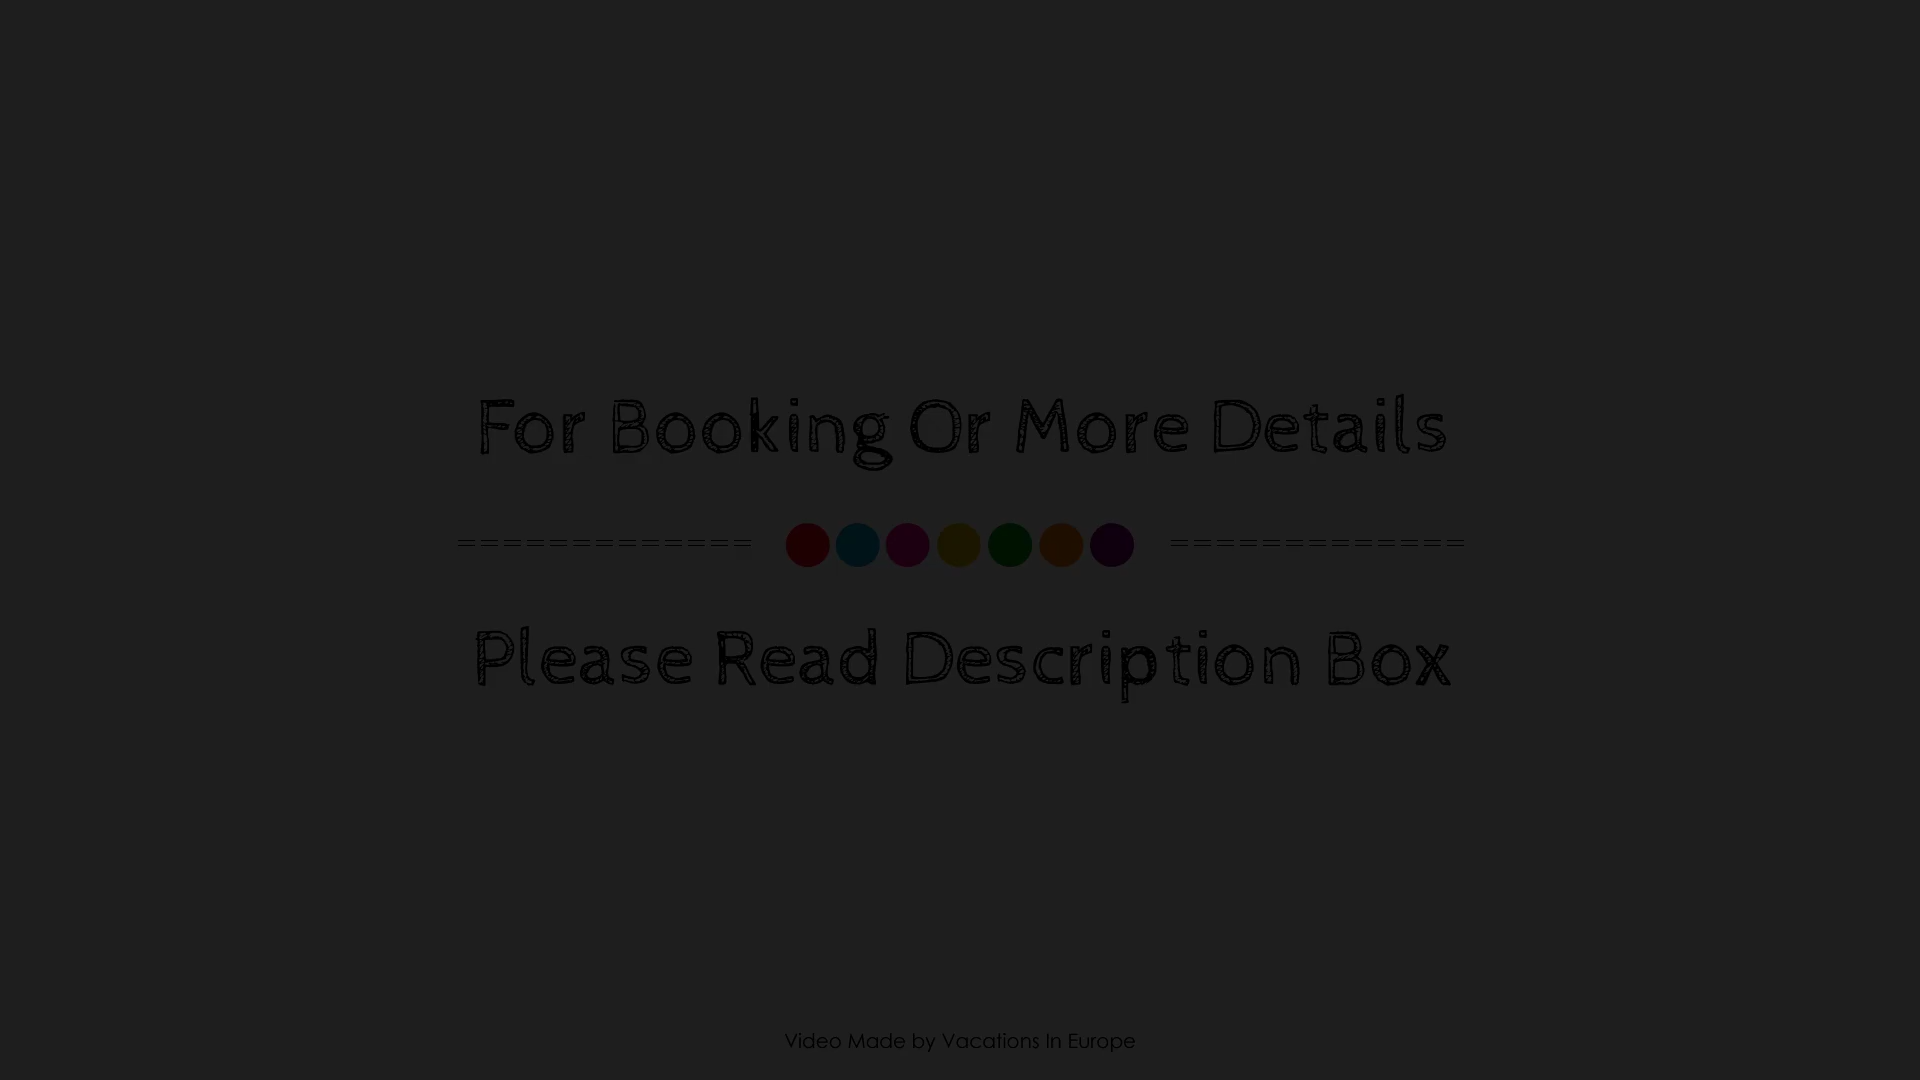 For Booking Or More Details
============= =============
Please Read Description Box
Video Made by Vacations In Europe